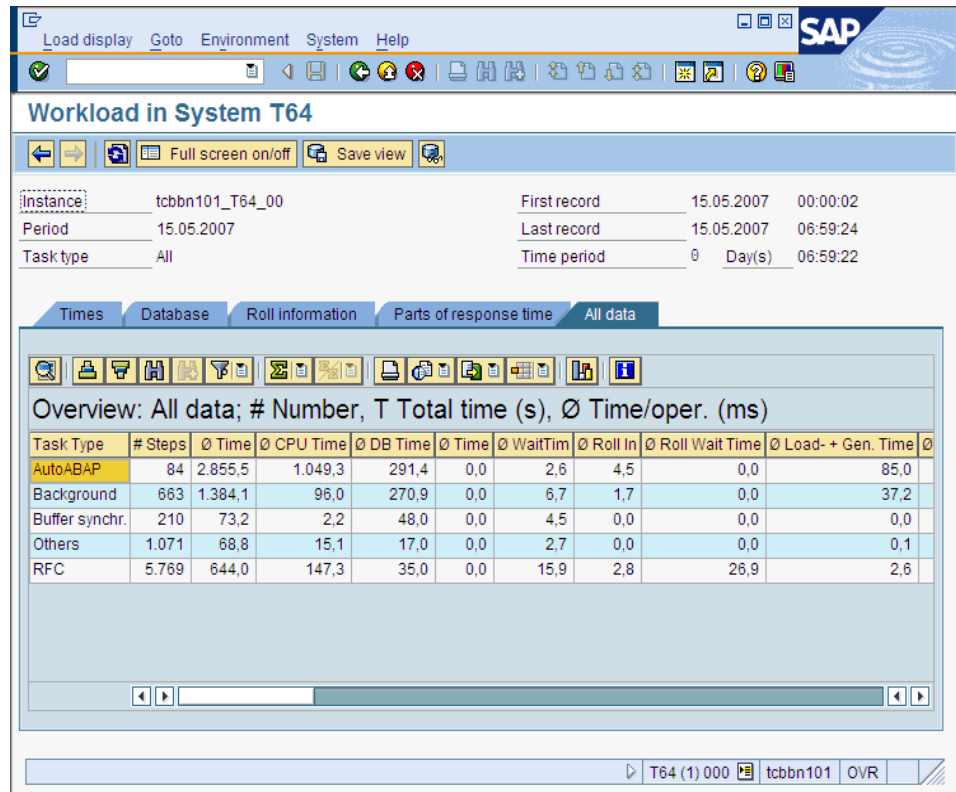 Load display Goto Environment System Help
SAP
Workload in System T64
Full screen on/off Save view
Instance tcbbn101_T64_00 First record 15.05.2007 00:00:02
Period 15.05.2007 Last record 15.05.2007 06:59:24
Task type All Time period 0 Day(s) 06:59:22
Times Database Roll information Parts of response time All data
Overview: All data; # Number, T Total time (s), Ø Time/oper. (ms)
Task Type # Steps Ø Time Ø CPU Time Ø DB Time Ø Time Ø WaitTim Ø Roll In Ø Roll Wait Time Ø Load- + Gen. Time Ø
AutoABAP 84 2.855,5 1.049,3 291,4 0,0 2,6 4,5 0,0 85,0
Background 663 1.384,1 96,0 270,9 0,0 6,7 1,7 0,0 37,2
Buffer synchr. 210 73,2 2,2 48,0 0,0 4,5 0,0 0,0 0,0
Others 1.071 68,8 15,1 17,0 0,0 2,7 0,0 0,0 0,1
RFC 5.769 644,0 147,3 35,0 0,0 15,9 2,8 26,9 2,6
T64 (1) 000 tcbbn101 OVR